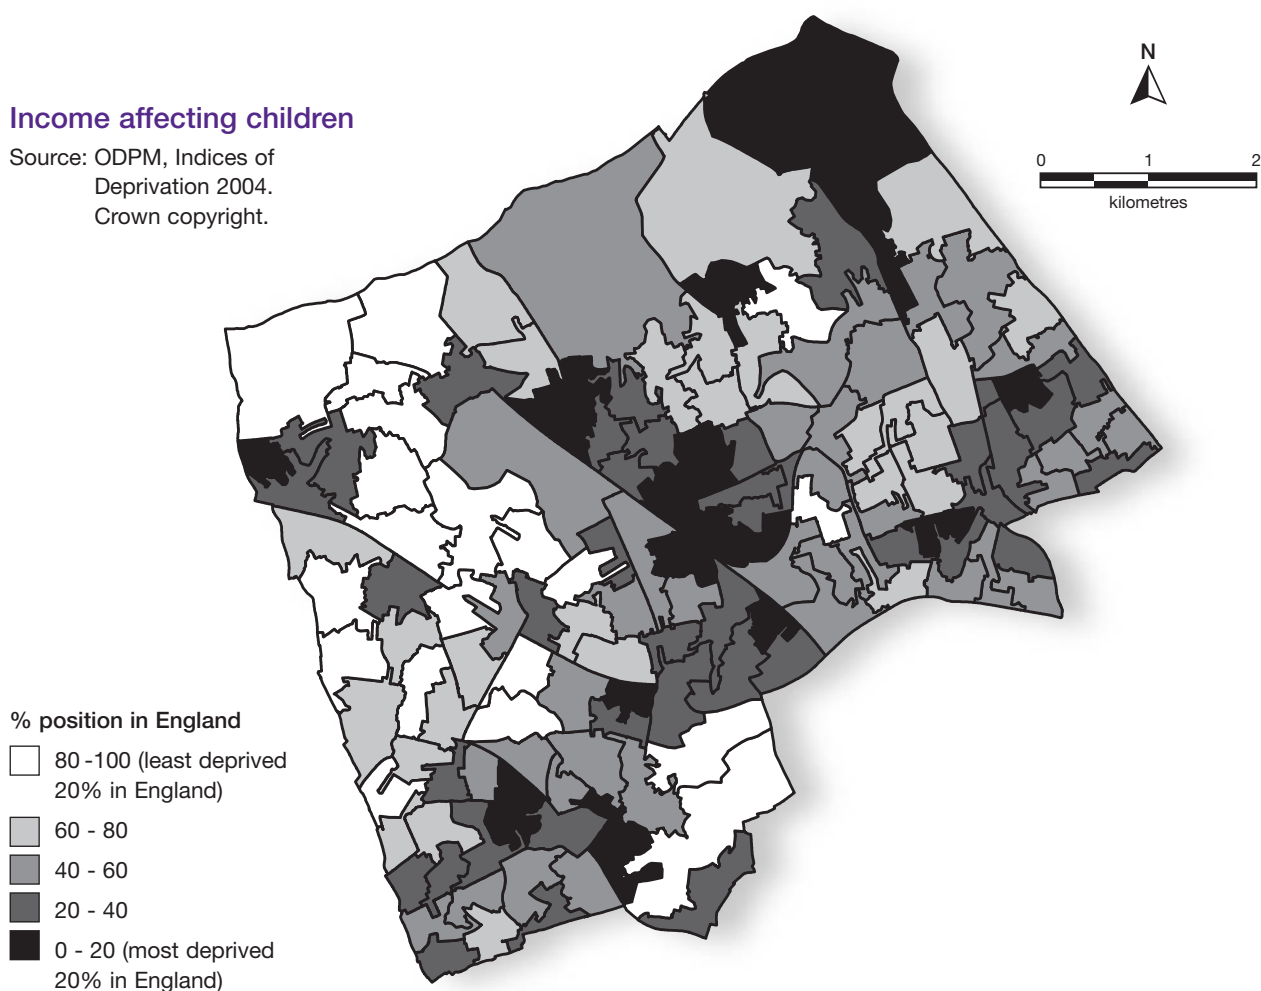 Income affecting children
Source: ODPM, Indices of
Deprivation 2004.
Crown copyright.
N
0 1 2
kilometres
% position in England
80 -100 (least deprived
20% in England)
60 - 80
40 - 60
20 - 40
0 - 20 (most deprived
20% in England)